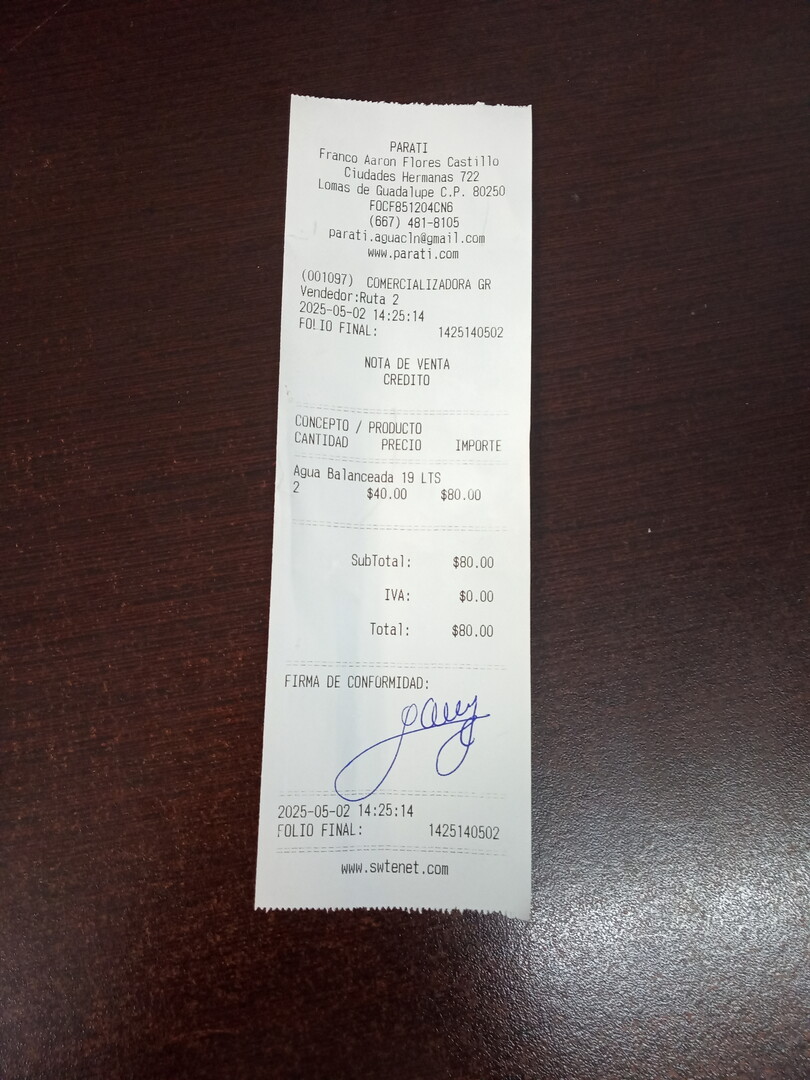 PARATI
Franco Aaron Flores Castillo
Ciudades Hermanas 722
Lomas de Guadalupe C.P. 80250
FOCF851204CN6
(667) 481-8105
parati.aguacln@gmail.com
www.parati.com
(001097) COMERCIALIZADORA GR
Vendedor:Ruta 2
2025-05-02 14:25:14
FOLIO FINAL: 1425140502
NOTA DE VENTA
CREDITO
CONCEPTO / PRODUCTO
CANTIDAD PRECIO IMPORTE
Agua Balanceada 19 LTS
2 $40.00 $80.00
SubTotal: $80.00
IVA: $0.00
Total: $80.00
FIRMA DE CONFORMIDAD:
2025-05-02 14:25:14
FOLIO FINAL: 1425140502
www.swtenet.com